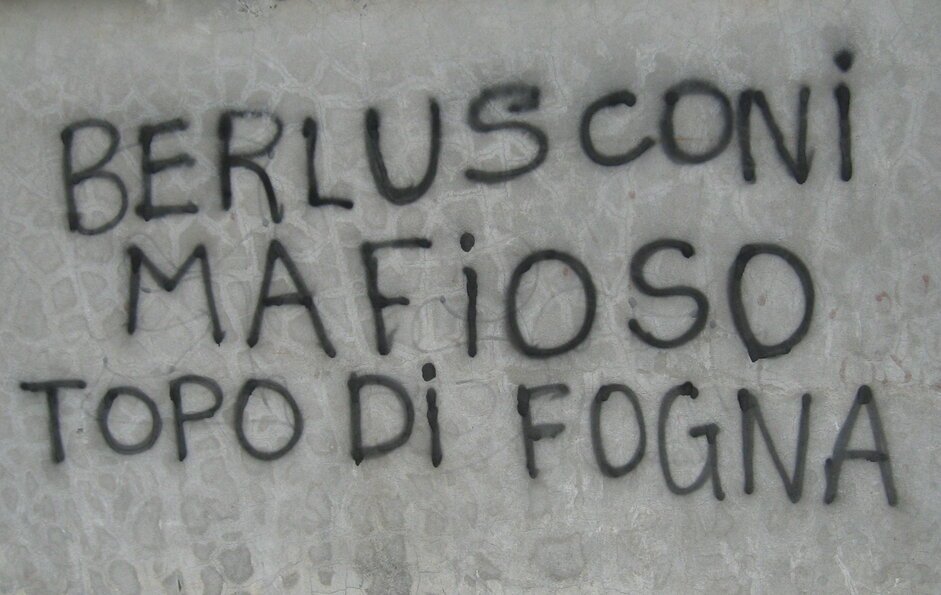 BERLUSCONi
MAFiOSO
TOPO Di FOGNA